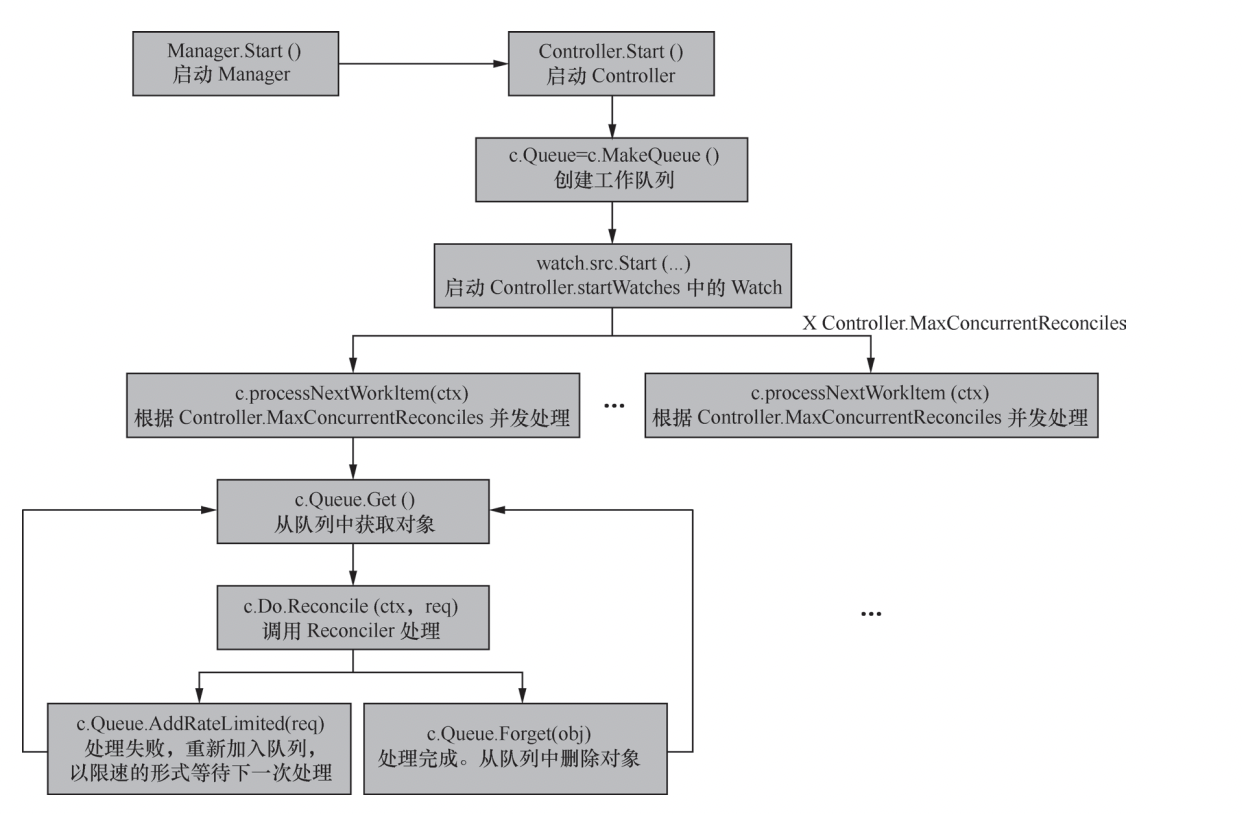 Manager.Start ()
启动 Manager
Controller.Start ()
启动 Controller
c.Queue=c.MakeQueue ()
创建工作队列
watch.src.Start (...)
启动 Controller.startWatches 中的 Watch
X Controller.MaxConcurrentReconciles
c.processNextWorkItem(ctx)
根据 Controller.MaxConcurrentReconciles 并发处理
...
c.processNextWorkItem (ctx)
根据 Controller.MaxConcurrentReconciles 并发处理
c.Queue.Get ()
从队列中获取对象
c.Do.Reconcile (ctx，req)
调用 Reconciler 处理
...
c.Queue.AddRateLimited(req)
处理失败，重新加入队列，
以限速的形式等待下一次处理
c.Queue.Forget(obj)
处理完成。从队列中删除对象